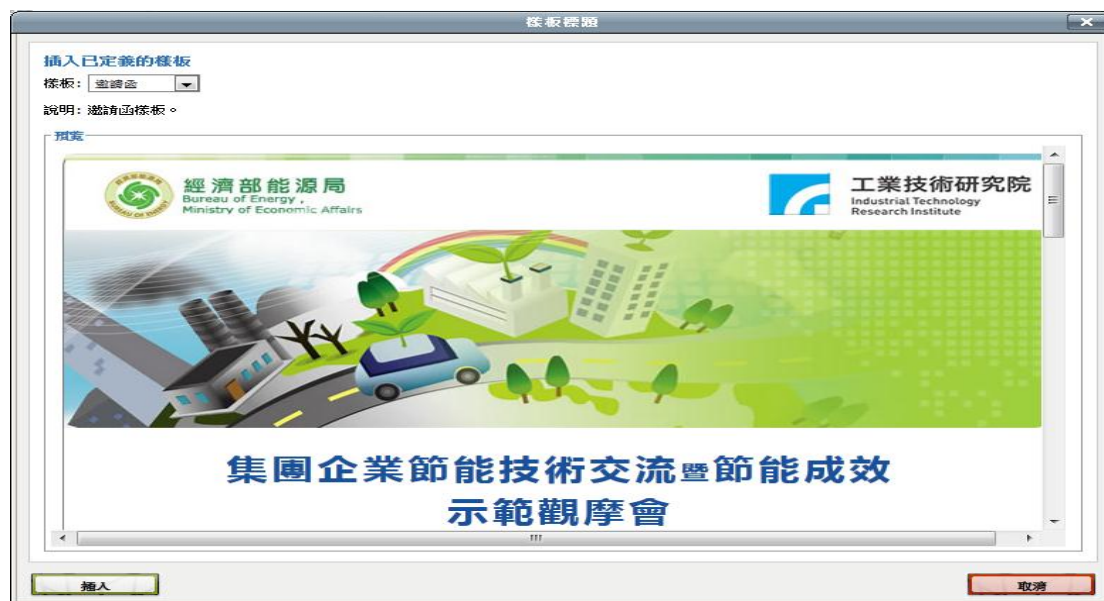 樣板標題
插入已定義的樣板
樣板: 邀請函
說明: 邀請函樣板。
預覽
經濟部能源局
Bureau of Energy,
Ministry of Economic Affairs
工業技術研究院
Industrial Technology
Research Institute
集團企業節能技術交流暨節能成效
示範觀摩會
插入
取消